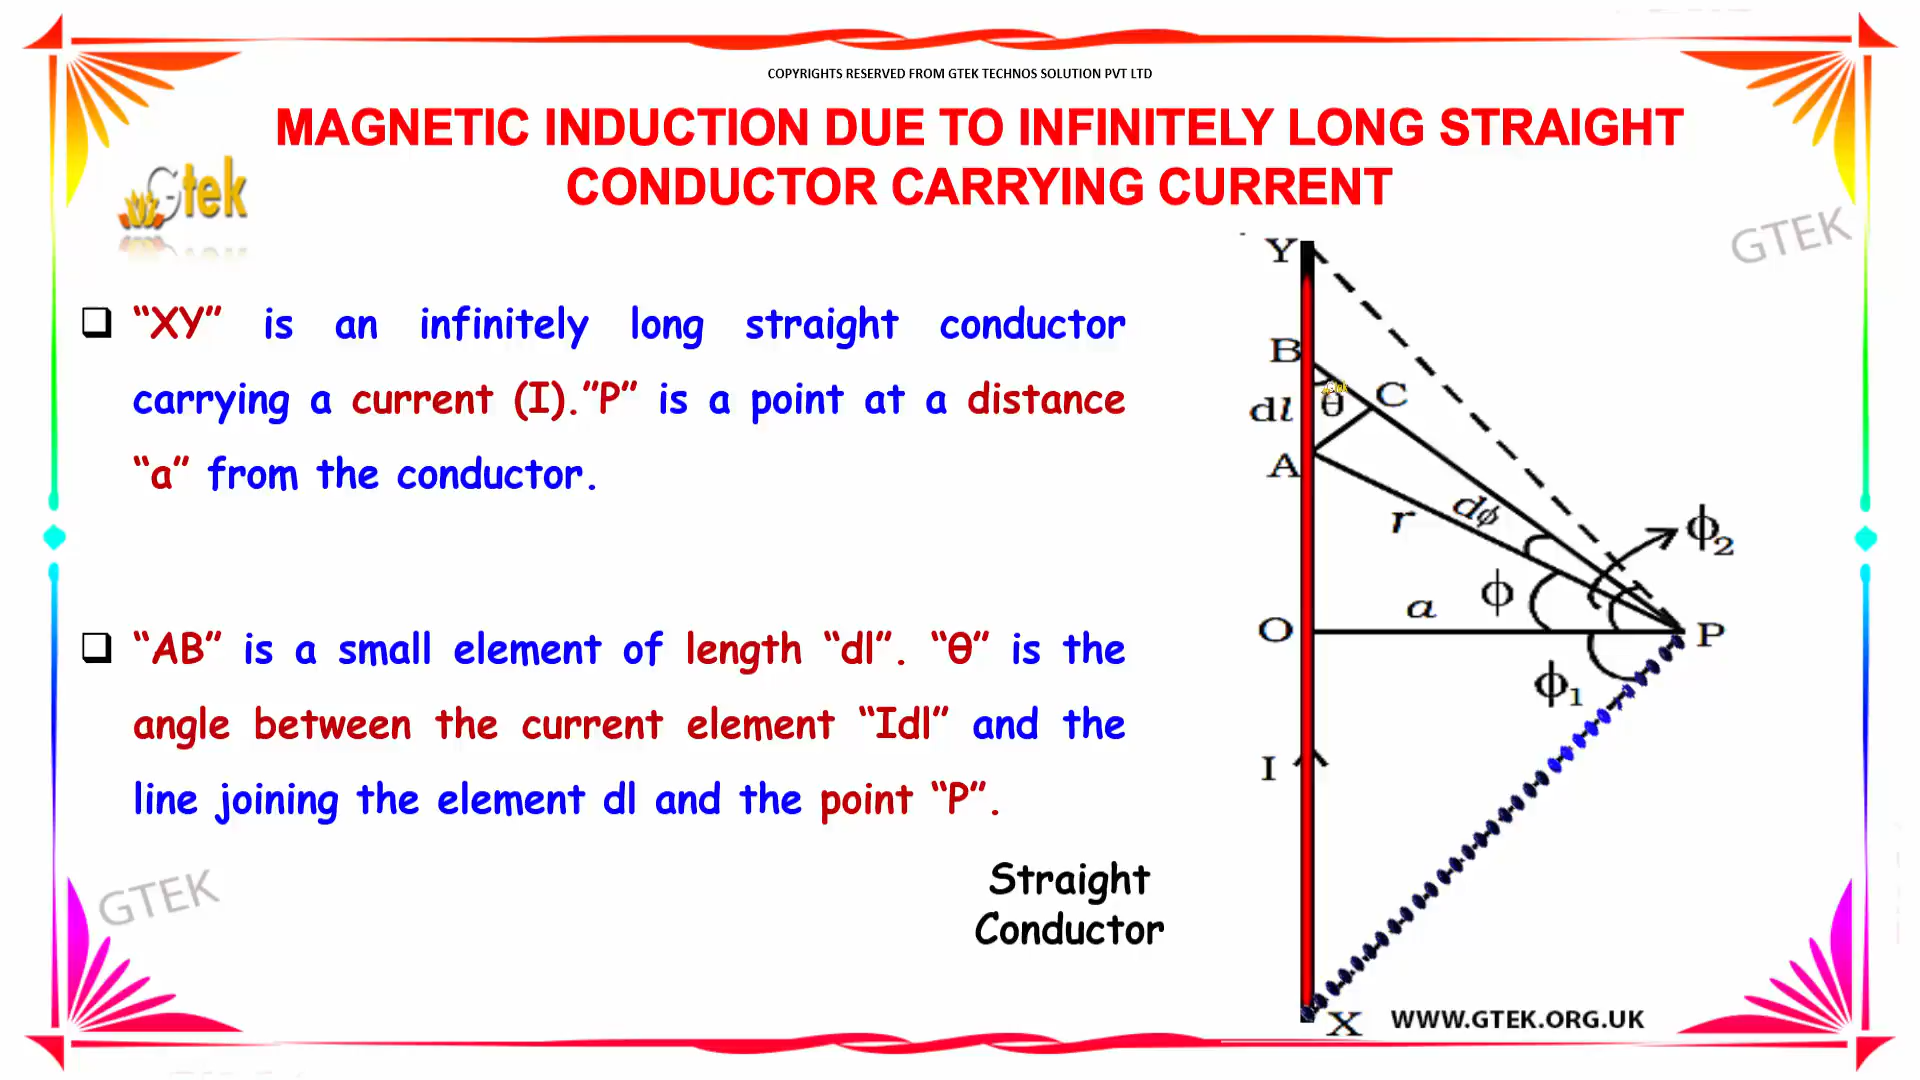 COPYRIGHTS RESERVED FROM GTEK TECHNOS SOLUTION PVT LTD
MAGNETIC INDUCTION DUE TO INFINITELY LONG STRAIGHT
CONDUCTOR CARRYING CURRENT
Gtek
GTEK
“XY” is an infinitely long straight conductor
carrying a current (I).”P” is a point at a distance
“a” from the conductor.
“AB” is a small element of length “dl”. “θ” is the
angle between the current element “Idl” and the
line joining the element dl and the point “P”.
Straight
Conductor
GTEK
Y
B
C
dl θ
A
r
dϕ
ϕ2
ϕ
a
O
P
ϕ1
I
X
WWW.GTEK.ORG.UK